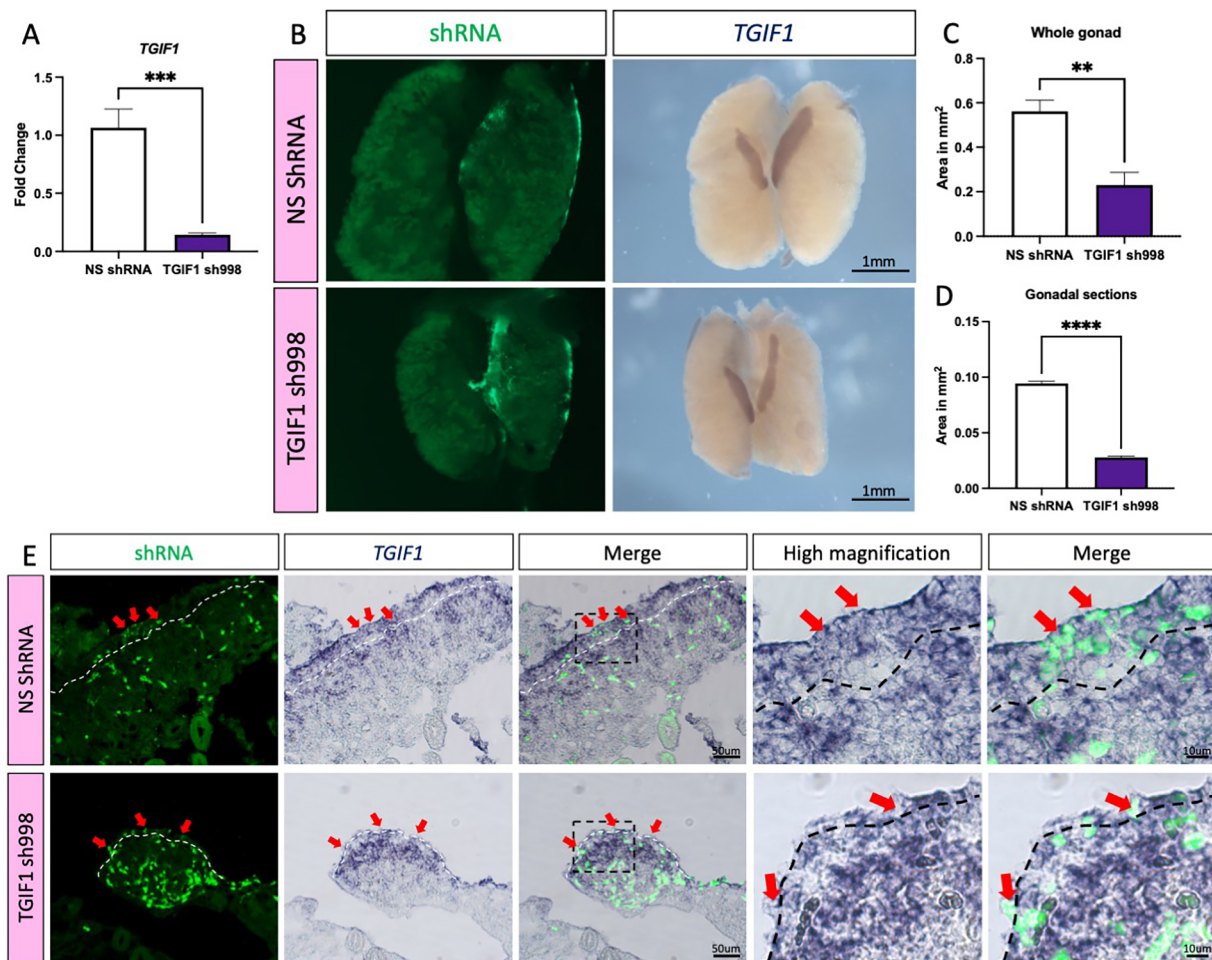 A
TGIF1
***
1.5
1.0
0.5
0.0
Fold Change
NS shRNA
TGIF1 sh998
B
shRNA
TGIF1
NS ShRNA
1mm
TGIF1 sh998
1mm
C
Whole gonad
**
0.8
0.6
0.4
0.2
0.0
Area in mm²
NS shRNA
TGIF1 sh998
D
Gonadal sections
****
0.15
0.10
0.05
0.00
Area in mm²
NS shRNA
TGIF1 sh998
E
shRNA
TGIF1
Merge
High magnification
Merge
NS ShRNA
50um
10um
TGIF1 sh998
50um
10um